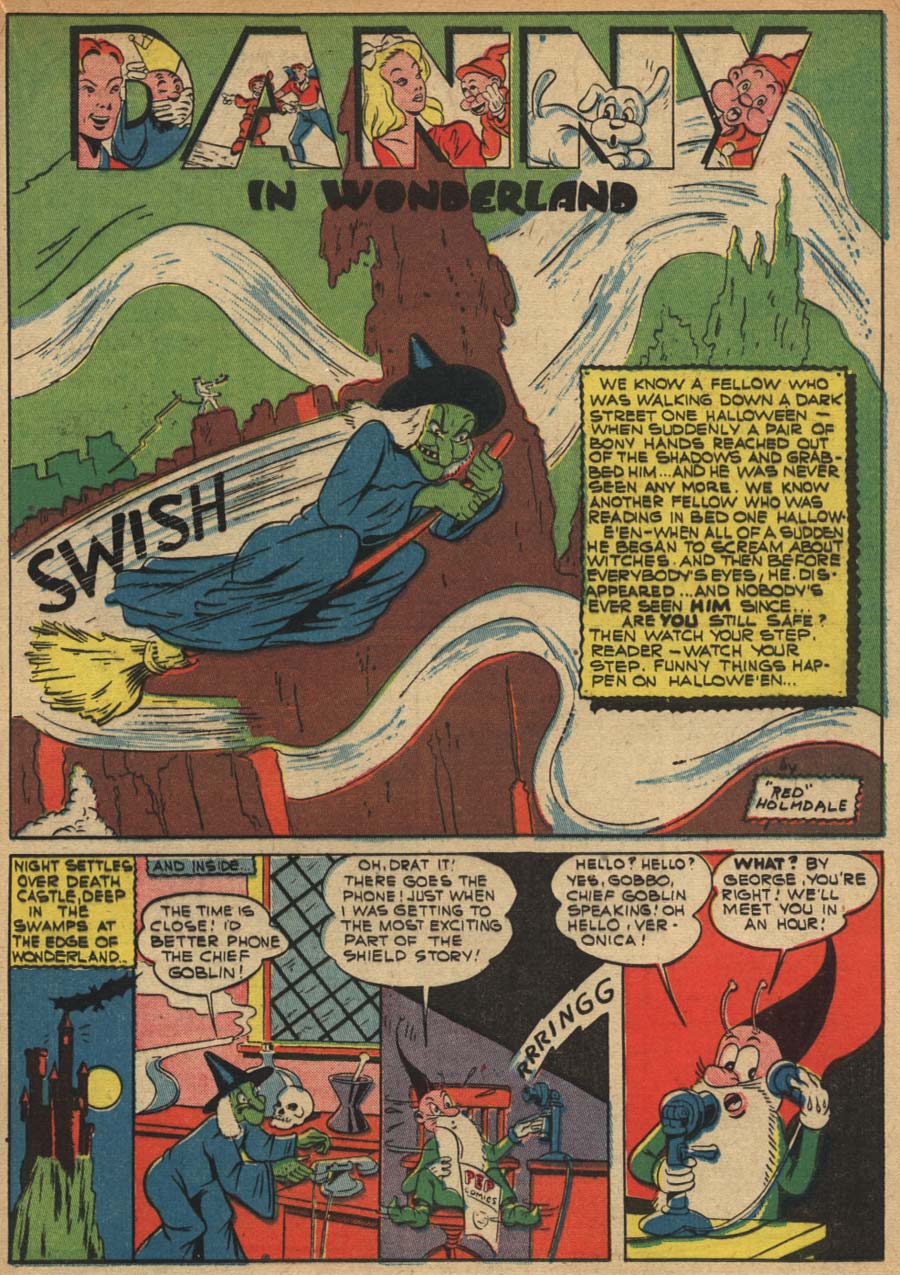 DANNY
IN WONDERLAND
SWISH
WE KNOW A FELLOW WHO
WAS WALKING DOWN A DARK
STREET ONE HALLOWEEN —
WHEN SUDDENLY A PAIR OF
BONY HANDS REACHED OUT
OF THE SHADOWS AND GRAB-
BED HIM... AND HE WAS NEVER
SEEN ANY MORE. WE KNOW
ANOTHER FELLOW WHO WAS
READING IN BED ONE HALLOW-
E'EN-WHEN ALL OF A SUDDEN
HE BEGAN TO SCREAM ABOUT
WITCHES. AND THEN BEFORE
EVERYBODY'S EYES, HE DIS-
APPEARED... AND NOBODY'S
EVER SEEN HIM SINCE...
ARE YOU STILL SAFE?
THEN WATCH YOUR STEP,
READER — WATCH YOUR
STEP. FUNNY THINGS HAP-
PEN ON HALLOWE'EN...
by
"RED"
HOLMDALE
NIGHT SETTLES
OVER DEATH
CASTLE, DEEP
IN THE
SWAMPS AT
THE EDGE OF
WONDERLAND...
AND INSIDE...
THE TIME IS
CLOSE! I'D
BETTER PHONE
THE CHIEF
GOBLIN!
OH, DRAT IT!
THERE GOES THE
PHONE! JUST WHEN
I WAS GETTING TO
THE MOST EXCITING
PART OF THE
SHIELD STORY!
RRRINGG
PEP
COMICS
HELLO? HELLO?
YES, GOBBO,
CHIEF GOBLIN
SPEAKING! OH
HELLO, VER-
ONICA!
WHAT? BY
GEORGE, YOU'RE
RIGHT! WE'LL
MEET YOU IN
AN HOUR!